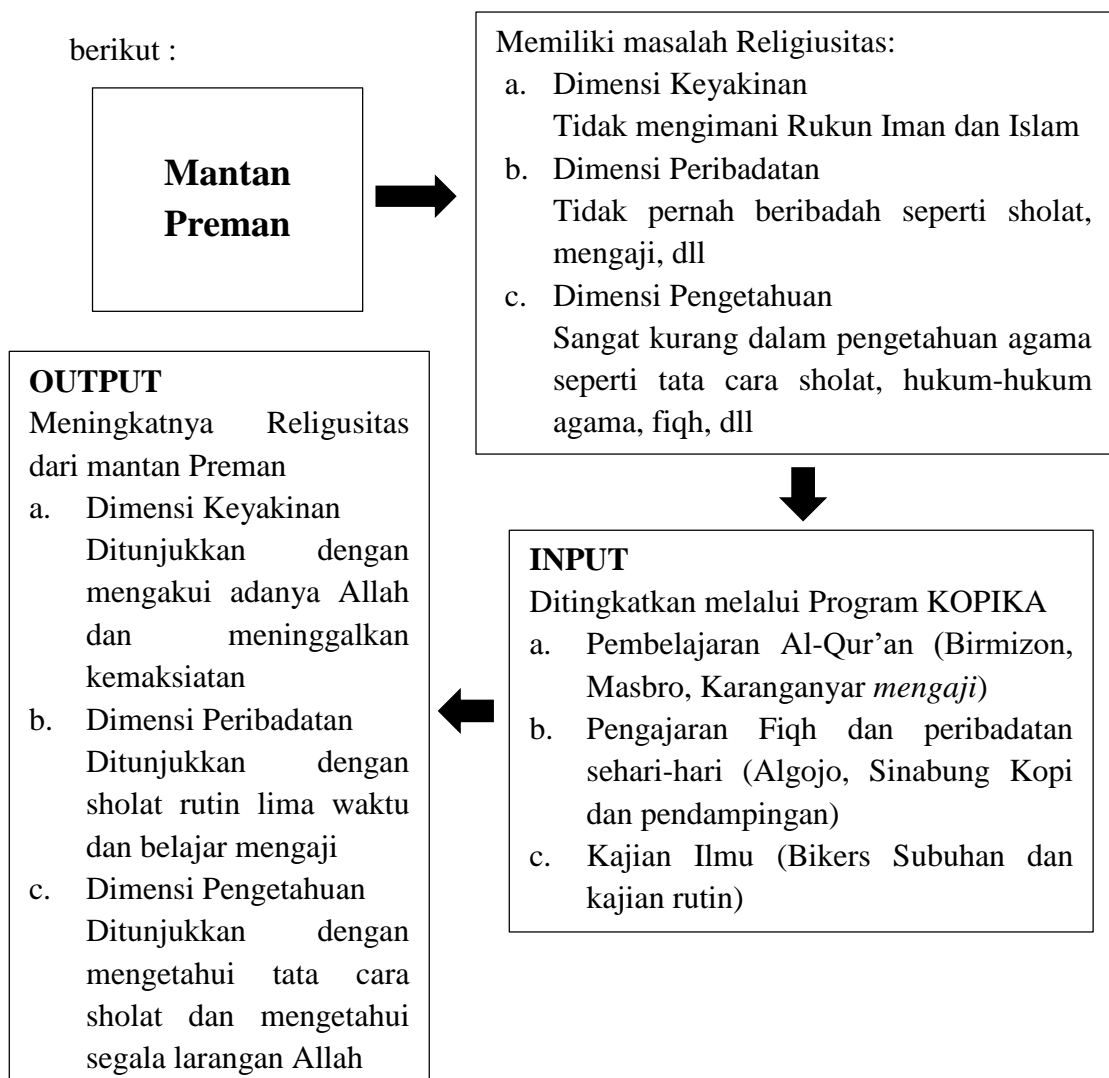 berikut :
Mantan
Preman
Memiliki masalah Religiusitas:
a. Dimensi Keyakinan
Tidak mengimani Rukun Iman dan Islam
b. Dimensi Peribadatan
Tidak pernah beribadah seperti sholat,
mengaji, dll
c. Dimensi Pengetahuan
Sangat kurang dalam pengetahuan agama
seperti tata cara sholat, hukum-hukum
agama, fiqh, dll
INPUT
Ditingkatkan melalui Program KOPIKA
a. Pembelajaran Al-Qur’an (Birmizon,
Masbro, Karanganyar mengaji)
b. Pengajaran Fiqh dan peribadatan
sehari-hari (Algojo, Sinabung Kopi
dan pendampingan)
c. Kajian Ilmu (Bikers Subuhan dan
kajian rutin)
OUTPUT
Meningkatnya Religusitas
dari mantan Preman
a. Dimensi Keyakinan
Ditunjukkan dengan
mengakui adanya Allah
dan meninggalkan
kemaksiatan
b. Dimensi Peribadatan
Ditunjukkan dengan
sholat rutin lima waktu
dan belajar mengaji
c. Dimensi Pengetahuan
Ditunjukkan dengan
mengetahui tata cara
sholat dan mengetahui
segala larangan Allah